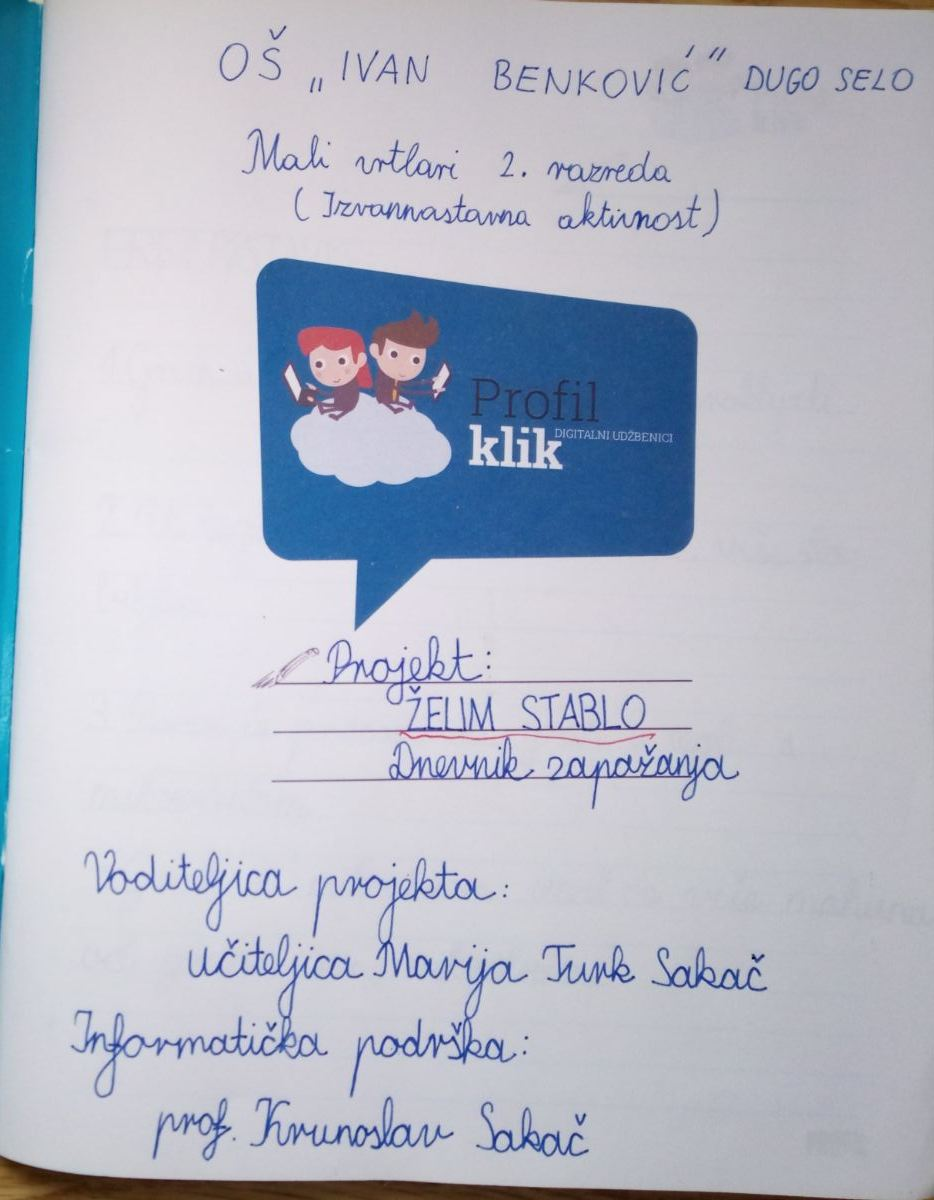 OŠ „IVAN BENKOVIĆ" DUGO SELO
Mali vrtlari 2. razreda
(Izvannastavna aktivnost)
Profil
klik DIGITALNI UDŽBENICI
Projekt:
ŽELIM STABLO
Dnevnik zapažanja
Voditeljica projekta:
učiteljica Marija Turk Sakač
Informatička podrška:
prof. Krunoslav Sakač